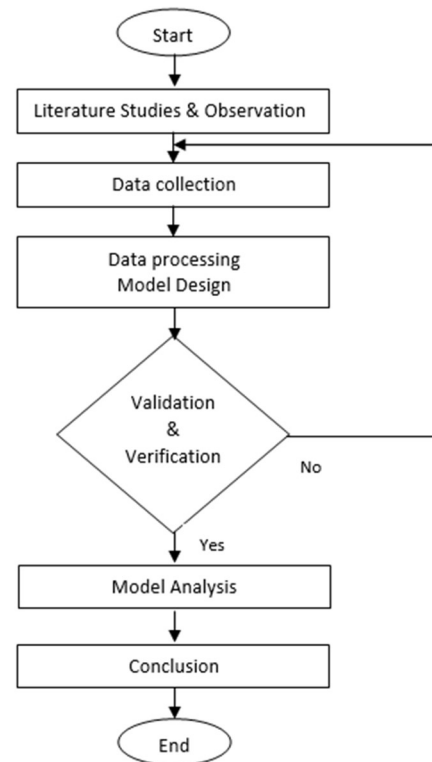 Start
Literature Studies & Observation
Data collection
Data processing
Model Design
Validation
&
Verification
No
Yes
Model Analysis
Conclusion
End